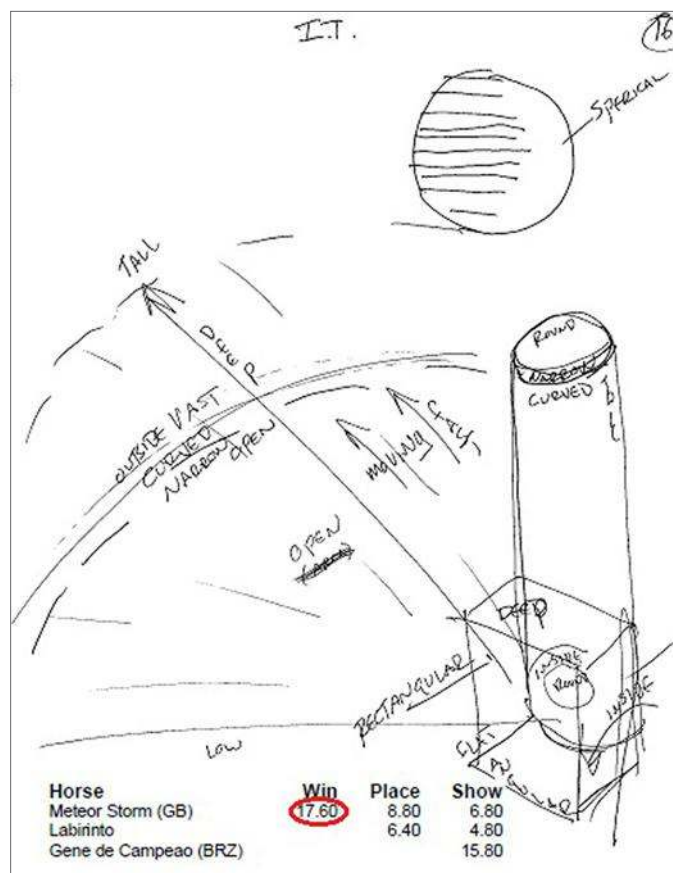 I.T.
16
SPERICAL
TALL
DEEP
ROUND
NARROW
CURVED
OUTSIDE VAST
CURVED
NARROW OPEN
MOVING
OPEN
DEEP
INSIDE
ROUND
RECTANGULAR
INSIDE
LOW
FLAT
ANGULAR
Horse Win Place Show
Meteor Storm (GB) 17.60 8.80 6.80
Labirinto 6.40 4.80
Gene de Campeao (BRZ) 15.80